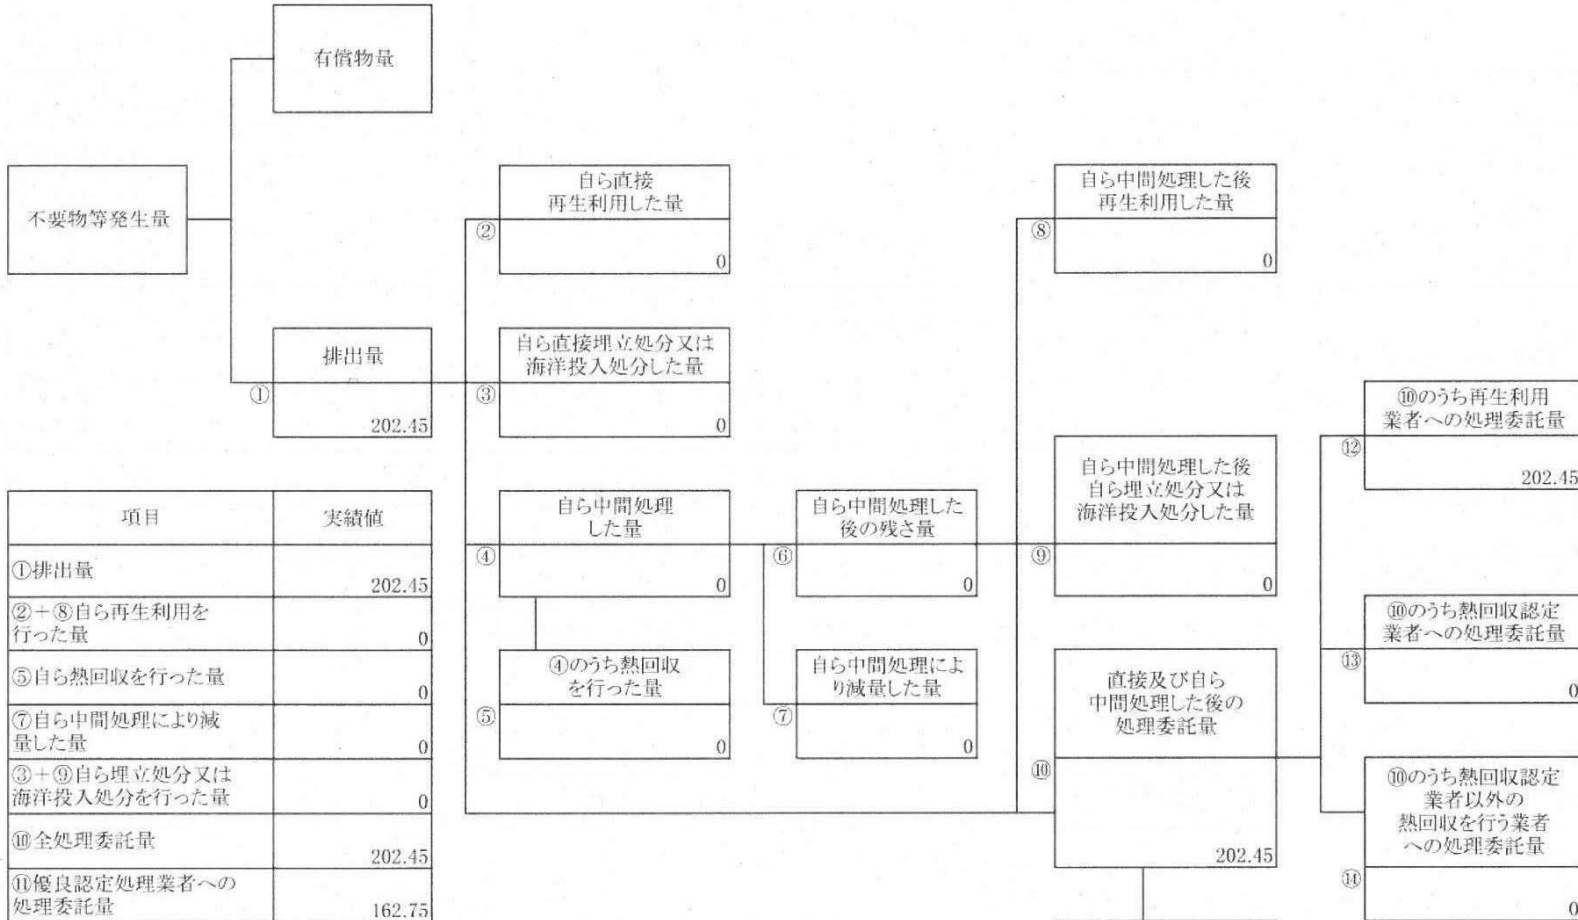 有償物量
不要物等発生量
排出量
①
202.45
自ら直接
再生利用した量
②
0
自ら直接埋立処分又は
海洋投入処分した量
③
0
自ら中間処理
した量
④
0
④のうち熱回収
を行った量
⑤
0
自ら中間処理した
後の残さ量
⑥
0
自ら中間処理によ
り減量した量
⑦
0
自ら中間処理した後
再生利用した量
⑧
0
自ら中間処理した後
自ら埋立処分又は
海洋投入処分した量
⑨
0
直接及び自ら
中間処理した後の
処理委託量
⑩
202.45
⑩のうち再生利用
業者への処理委託量
⑫
202.45
⑩のうち熱回収認定
業者への処理委託量
⑬
0
⑩のうち熱回収認定
業者以外の
熱回収を行う業者
への処理委託量
⑭
0
項目 実績値
①排出量 202.45
②+⑧自ら再生利用を
行った量 0
⑤自ら熱回収を行った量 0
⑦自ら中間処理により減
量した量 0
③+⑨自ら埋立処分又は
海洋投入処分を行った量 0
⑩全処理委託量 202.45
⑪優良認定処理業者への
処理委託量 162.75